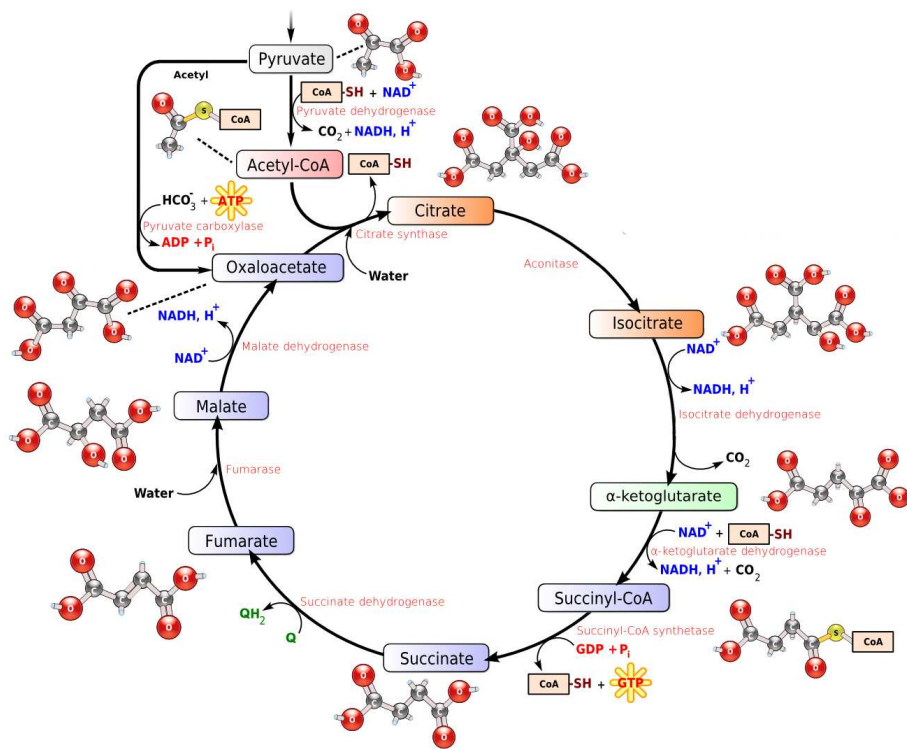 Pyruvate
Acetyl
CoA-SH + NAD⁺
Pyruvate dehydrogenase
CO₂ + NADH, H⁺
S CoA
Acetyl-CoA
CoA-SH
HCO₃⁻ + ATP
Pyruvate carboxylase
ADP + Pᵢ
Citrate
Citrate synthase
Water
Oxaloacetate
Aconitase
Isocitrate
NAD⁺
NADH, H⁺
Isocitrate dehydrogenase
CO₂
α-ketoglutarate
NAD⁺ + CoA-SH
α-ketoglutarate dehydrogenase
NADH, H⁺ + CO₂
Succinyl-CoA
S CoA
Succinyl-CoA synthetase
GDP + Pᵢ
CoA-SH + GTP
Succinate
Succinate dehydrogenase
QH₂
Q
Fumarate
Fumarase
Water
Malate
Malate dehydrogenase
NADH, H⁺
NAD⁺